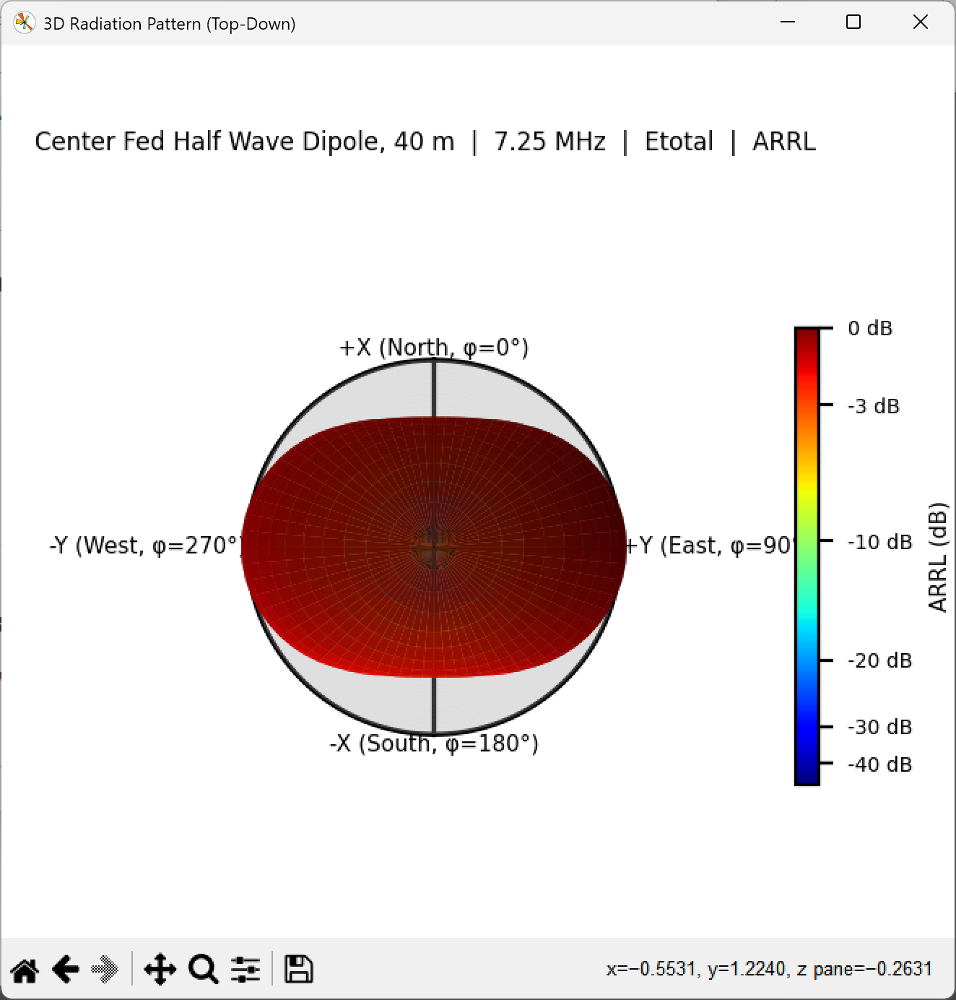 3D Radiation Pattern (Top-Down)
Center Fed Half Wave Dipole, 40 m | 7.25 MHz | Etotal | ARRL
+X (North, φ=0°)
-Y (West, φ=270°)
+Y (East, φ=90°
-X (South, φ=180°)
0 dB
-3 dB
-10 dB
-20 dB
-30 dB
-40 dB
ARRL (dB)
x=−0.5531, y=1.2240, z pane=−0.2631